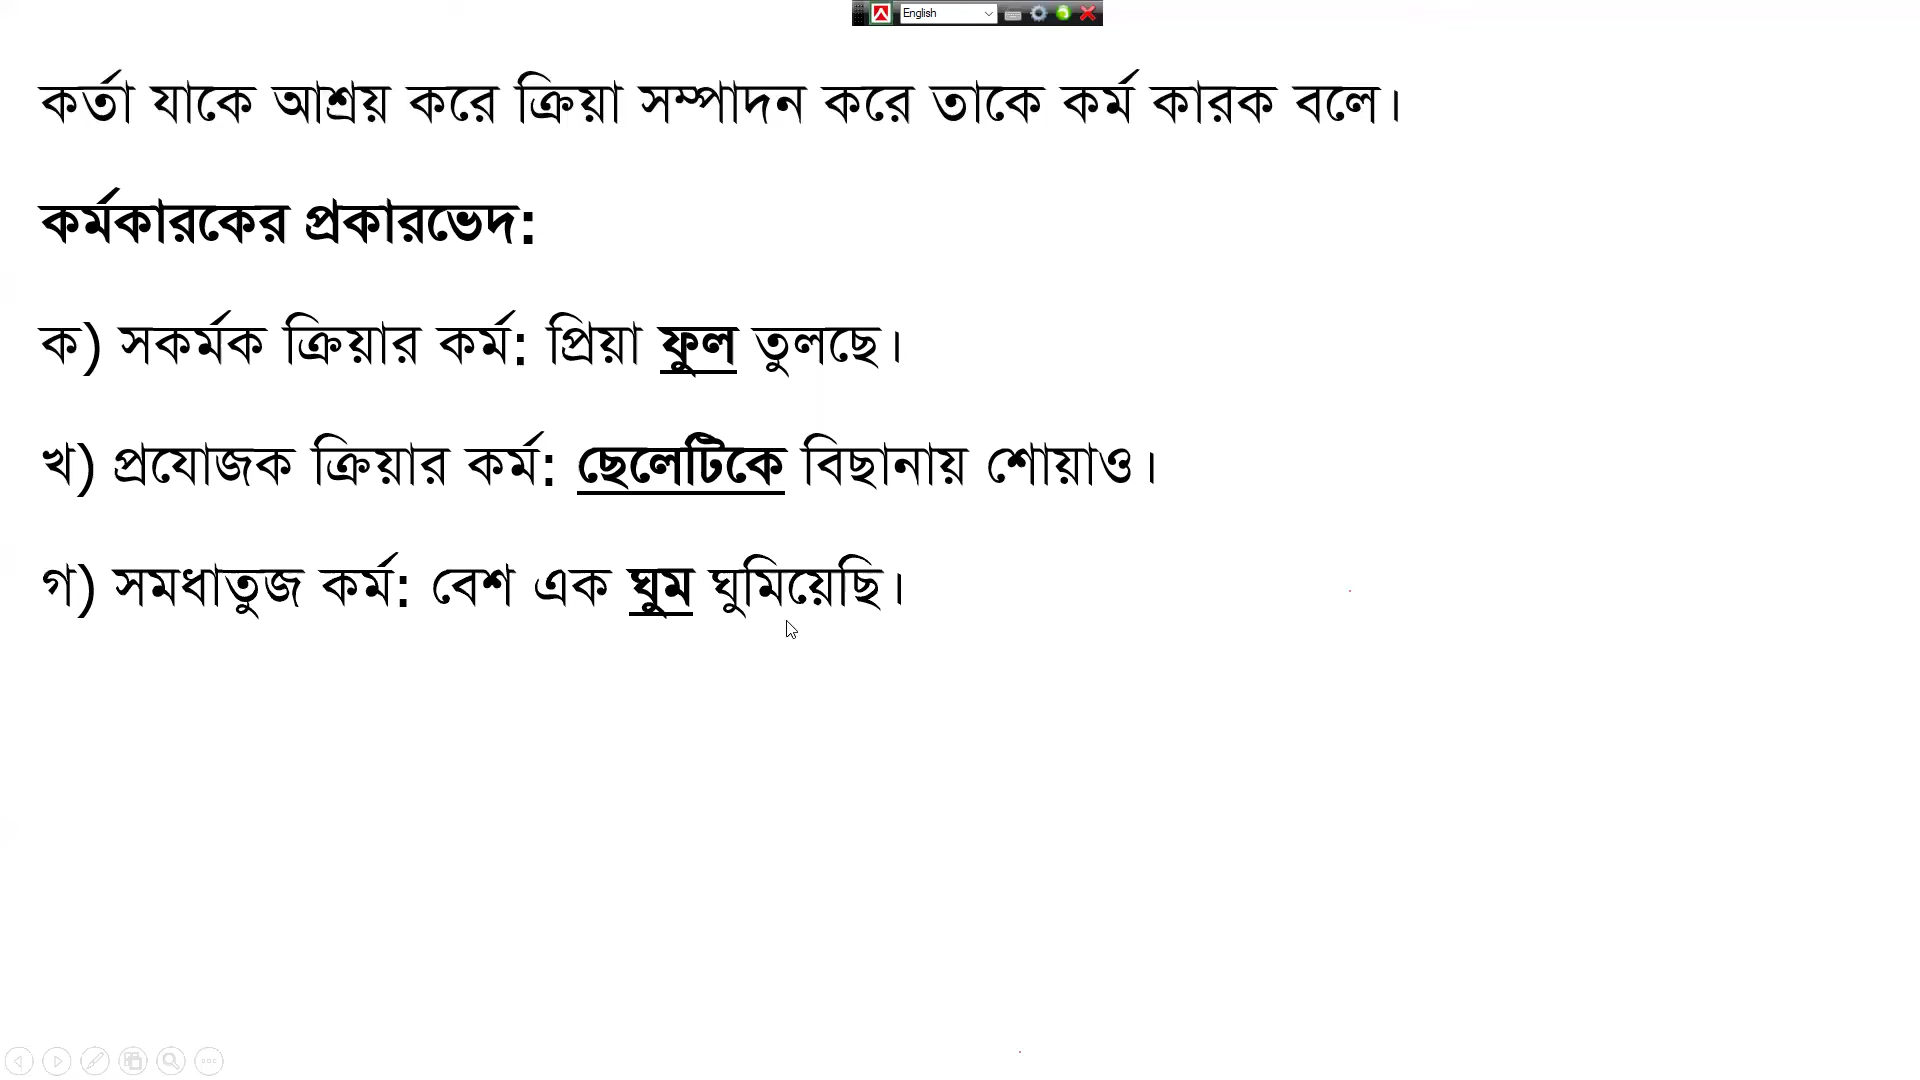 English
কর্তা যাকে আশ্রয় করে ক্রিয়া সম্পাদন করে তাকে কর্ম কারক বলে।
কর্মকারকের প্রকারভেদ:
ক) সকর্মক ক্রিয়ার কর্ম: প্রিয়া ফুল তুলছে।
খ) প্রযোজক ক্রিয়ার কর্ম: ছেলেটিকে বিছানায় শোয়াও।
গ) সমধাতুজ কর্ম: বেশ এক ঘুম ঘুমিয়েছি।